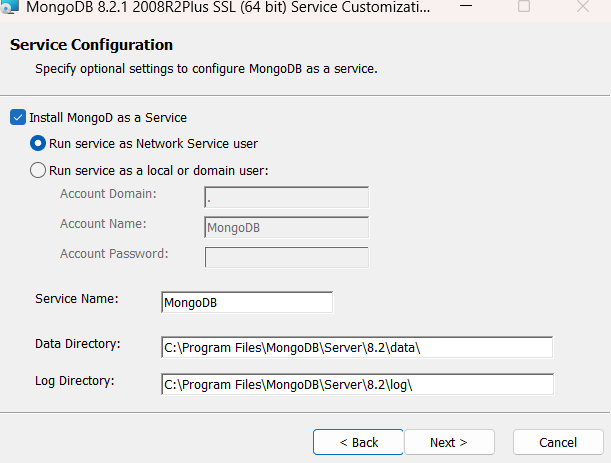 MongoDB 8.2.1 2008R2Plus SSL (64 bit) Service Customizati...
Service Configuration
Specify optional settings to configure MongoDB as a service.
Install MongoD as a Service
Run service as Network Service user
Run service as a local or domain user:
Account Domain: .
Account Name: MongoDB
Account Password:
Service Name: MongoDB
Data Directory: C:\Program Files\MongoDB\Server\8.2\data\
Log Directory: C:\Program Files\MongoDB\Server\8.2\log\
< Back Next > Cancel